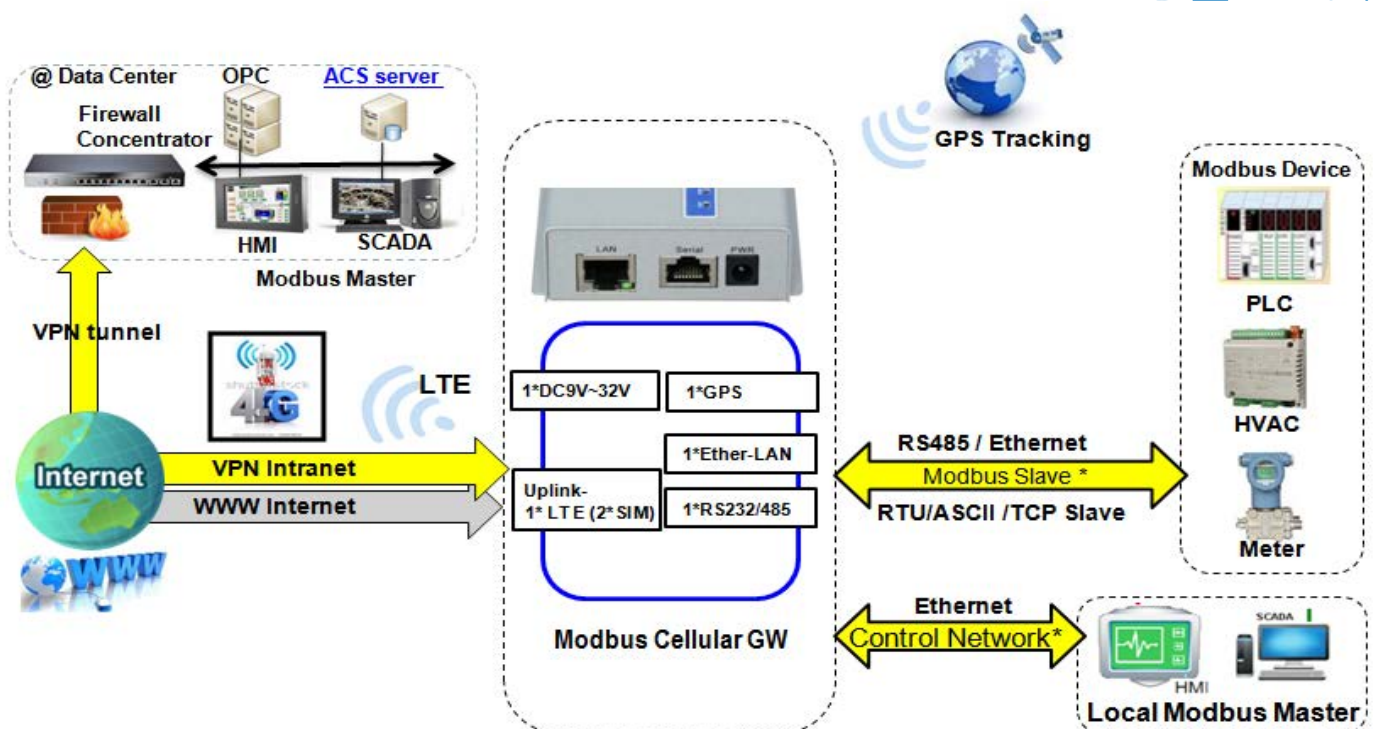 @ Data Center
OPC
ACS server
Firewall
Concentrator
HMI
SCADA
Modbus Master
VPN tunnel
LTE
4G
Internet
VPN Intranet
WWW Internet
WWW
LAN
Serial
PWR
1*DC9V~32V
1*GPS
1*Ether-LAN
Uplink-
1* LTE (2*SIM)
1*RS232/485
Modbus Cellular GW
GPS Tracking
RS485 / Ethernet
Modbus Slave *
RTU/ASCII /TCP Slave
Ethernet
Control Network*
Modbus Device
PLC
HVAC
Meter
SCADA
HMI
Local Modbus Master